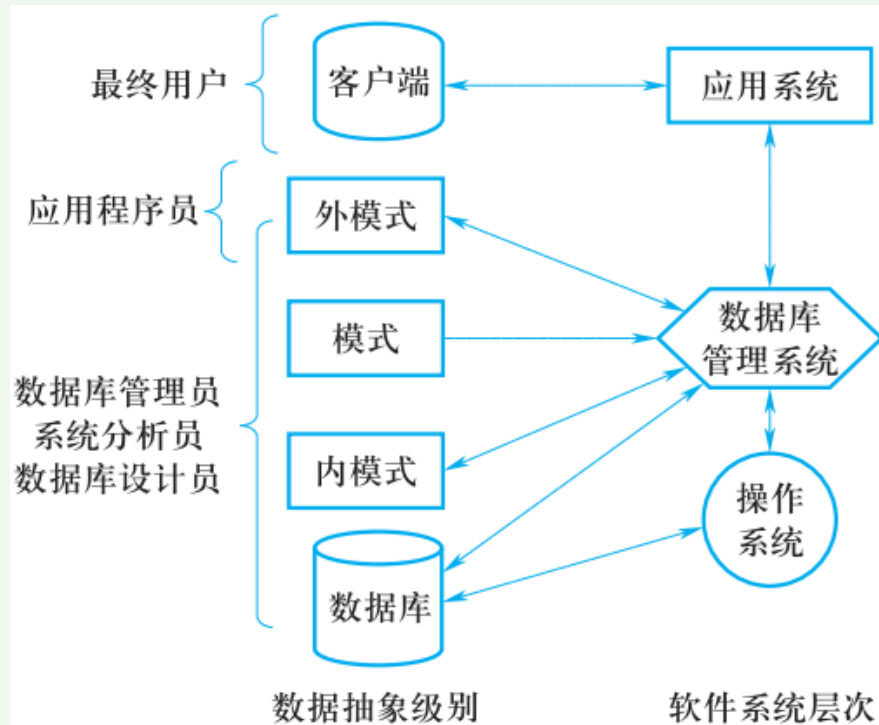 最终用户
客户端
应用系统
应用程序员
外模式
模式
数据库
管理系统
数据库管理员
系统分析员
数据库设计员
内模式
操作
系统
数据库
数据抽象级别
软件系统层次